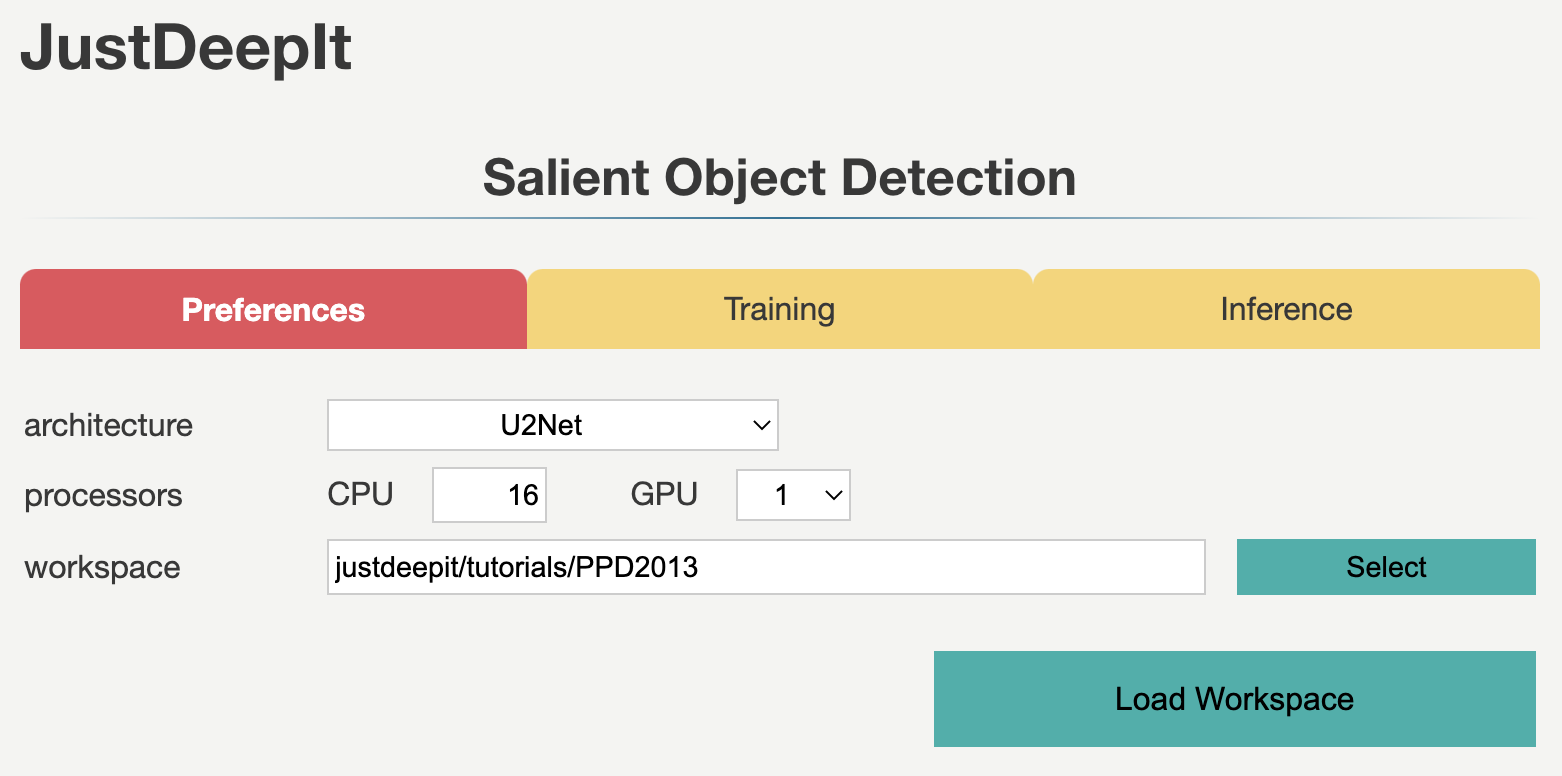 JustDeepIt
Salient Object Detection
Preferences Training Inference
architecture U2Net
processors CPU 16 GPU 1
workspace justdeepit/tutorials/PPD2013 Select
Load Workspace